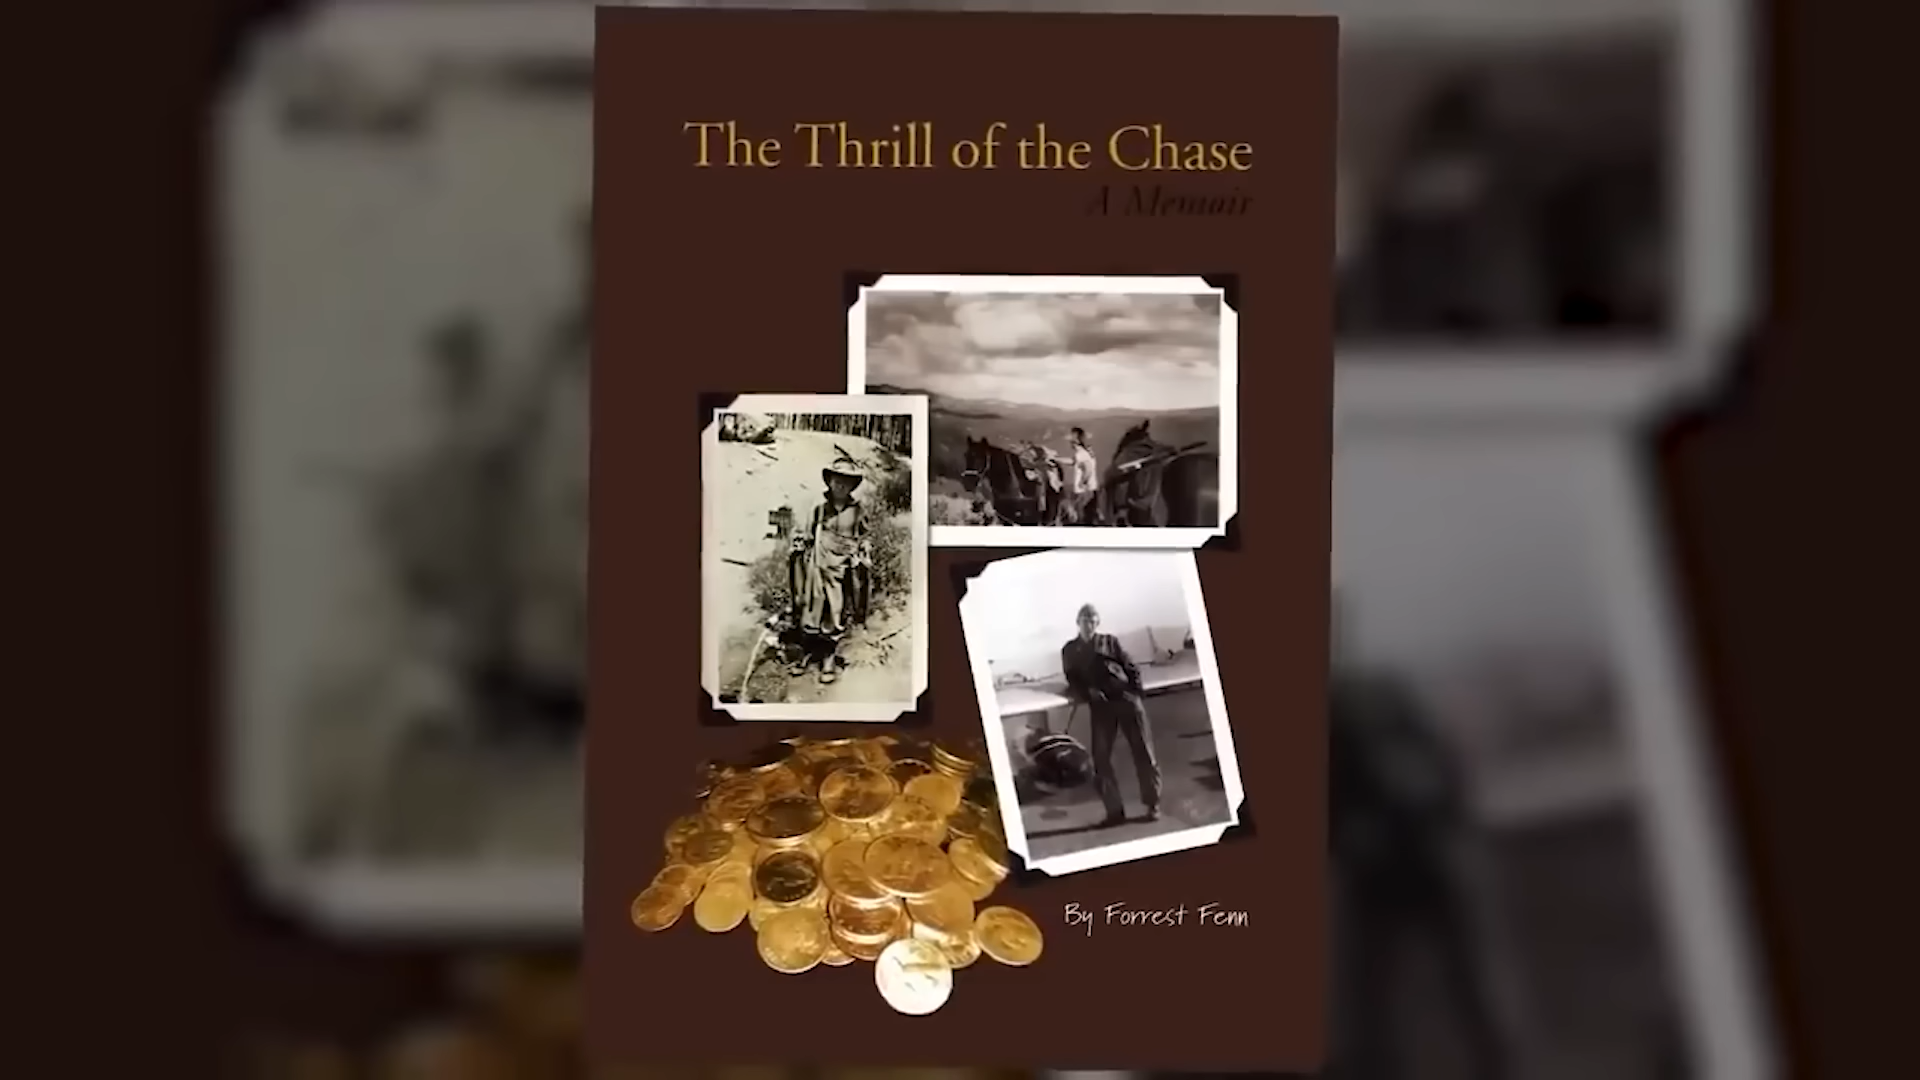 The Thrill of the Chase
A Memoir
By Forrest Fenn